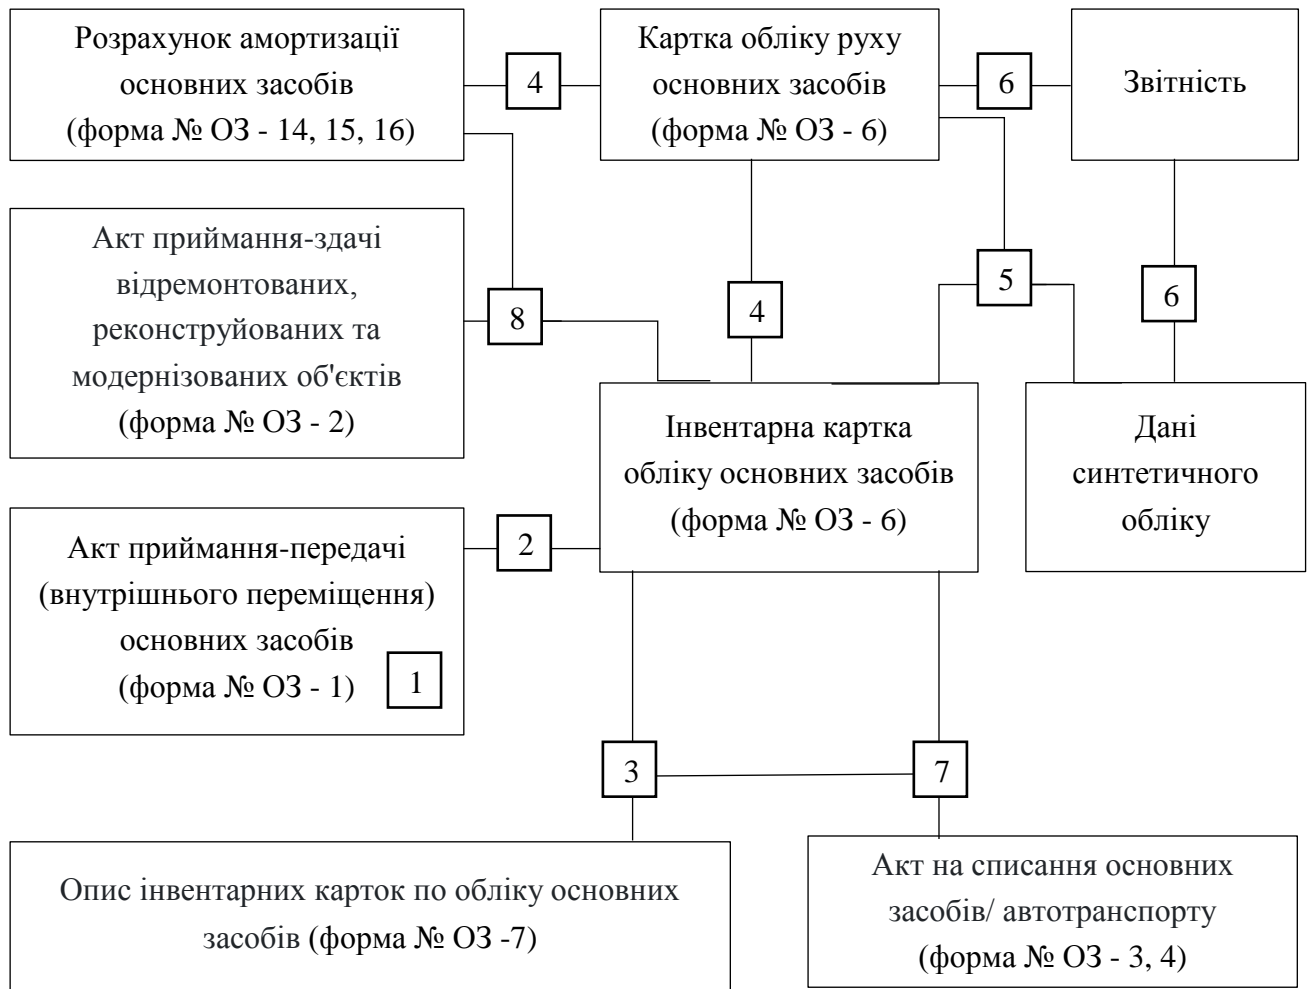 Розрахунок амортизації
основних засобів
(форма № ОЗ - 14, 15, 16)
4
Картка обліку руху
основних засобів
(форма № ОЗ - 6)
6
Звітність
Акт приймання-здачі
відремонтованих,
реконструйованих та
модернізованих об'єктів
(форма № ОЗ - 2)
8
4
5
6
Інвентарна картка
обліку основних засобів
(форма № ОЗ - 6)
Дані
синтетичного
обліку
Акт приймання-передачі
(внутрішнього переміщення)
основних засобів
(форма № ОЗ - 1)
1
2
3
7
Опис інвентарних карток по обліку основних
засобів (форма № ОЗ -7)
Акт на списання основних
засобів/ автотранспорту
(форма № ОЗ - 3, 4)